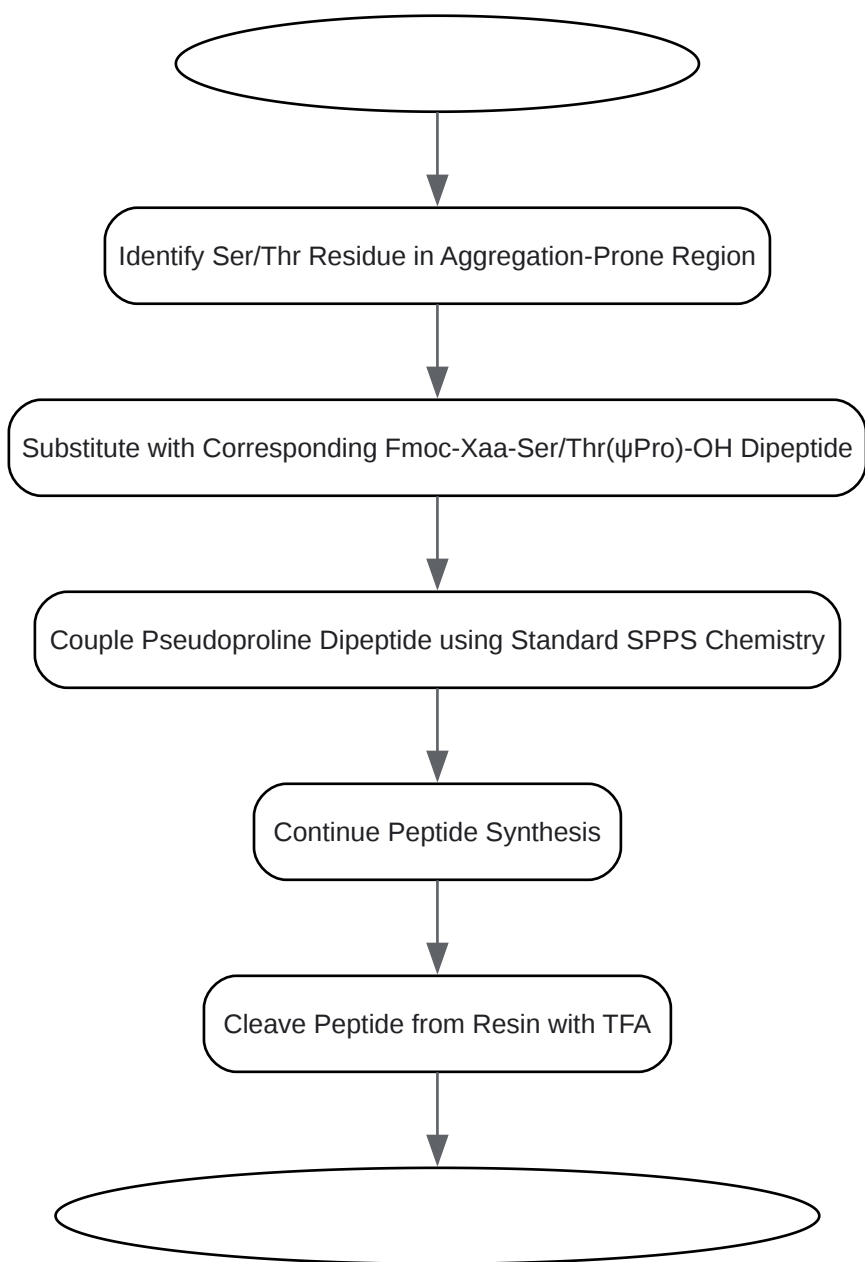 Identify Ser/Thr Residue in Aggregation-Prone Region
Substitute with Corresponding Fmoc-Xaa-Ser/Thr(ψPro)-OH Dipeptide
Couple Pseudoproline Dipeptide using Standard SPPS Chemistry
Continue Peptide Synthesis
Cleave Peptide from Resin with TFA